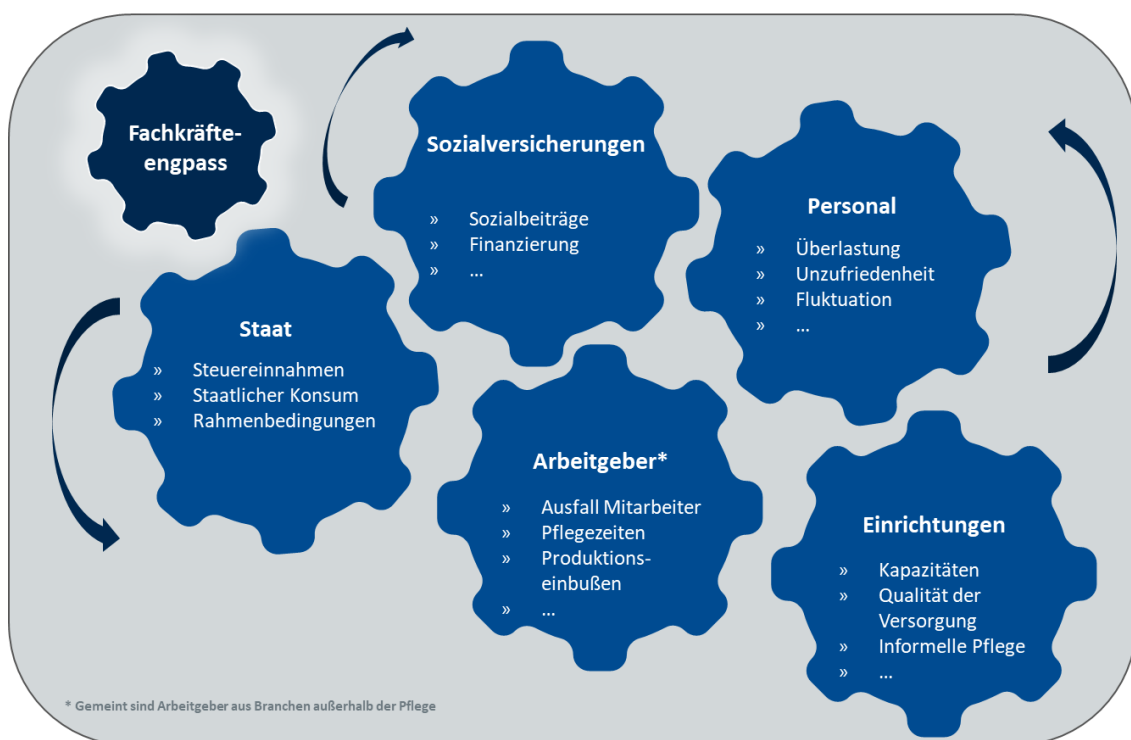 Fachkräfte-
engpass
Sozialversicherungen
» Sozialbeiträge
» Finanzierung
» ...
Personal
» Überlastung
» Unzufriedenheit
» Fluktuation
» ...
Staat
» Steuereinnahmen
» Staatlicher Konsum
» Rahmenbedingungen
Arbeitgeber*
» Ausfall Mitarbeiter
» Pflegezeiten
» Produktions-
einbußen
» ...
Einrichtungen
» Kapazitäten
» Qualität der
Versorgung
» Informelle Pflege
» ...
* Gemeint sind Arbeitgeber aus Branchen außerhalb der Pflege